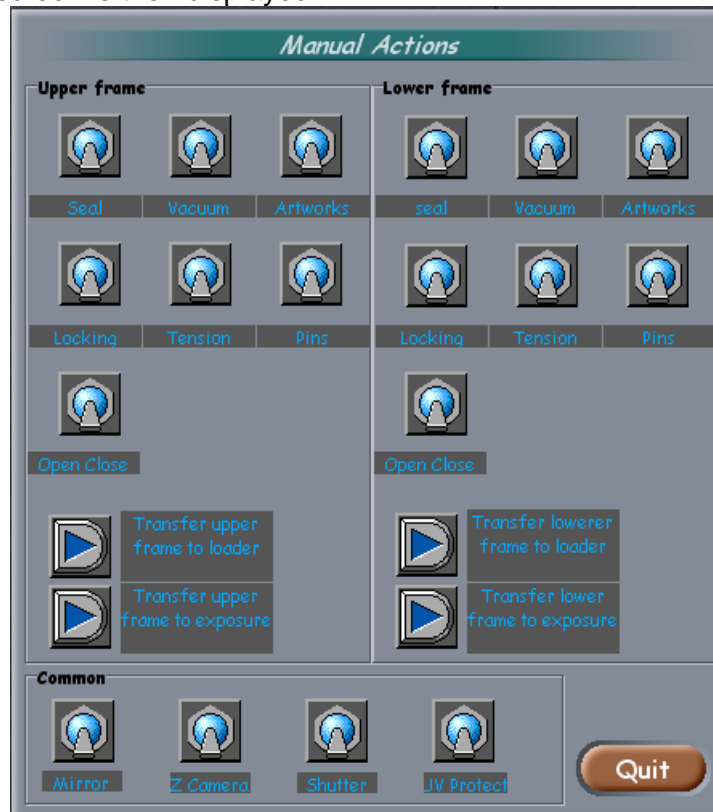 Manual Actions
Upper frame
Lower frame
Seal Vacuum Artworks
seal Vacuum Artworks
Locking Tension Pins
Locking Tension Pins
Open Close
Open Close
Transfer upper
frame to loader
Transfer lowerer
frame to loader
Transfer upper
frame to exposure
Transfer lower
frame to exposure
Common
Mirror Z Camera Shutter UV Protect
Quit